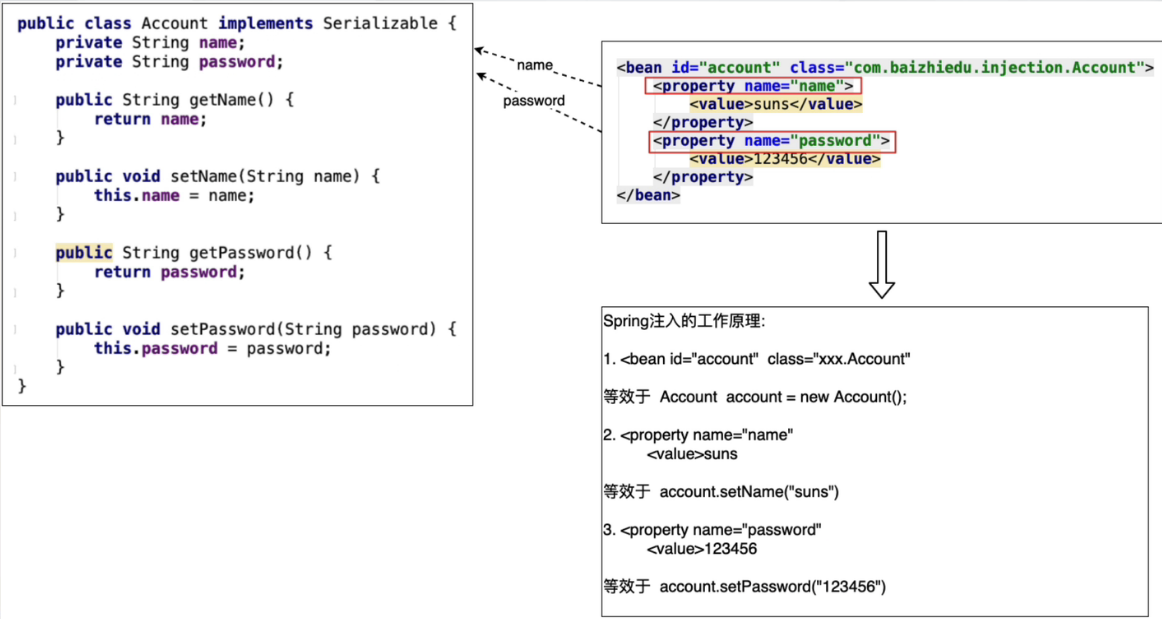 public class Account implements Serializable {
private String name;
private String password;
public String getName() {
return name;
}
public void setName(String name) {
this.name = name;
}
public String getPassword() {
return password;
}
public void setPassword(String password) {
this.password = password;
}
}
name
password
<bean id="account" class="com.baizhiedu.injection.Account">
<property name="name">
<value>suns</value>
</property>
<property name="password">
<value>123456</value>
</property>
</bean>
Spring注入的工作原理:
1. <bean id="account" class="xxx.Account"
等效于 Account account = new Account();
2. <property name="name"
<value>suns
等效于 account.setName("suns")
3. <property name="password"
<value>123456
等效于 account.setPassword("123456")